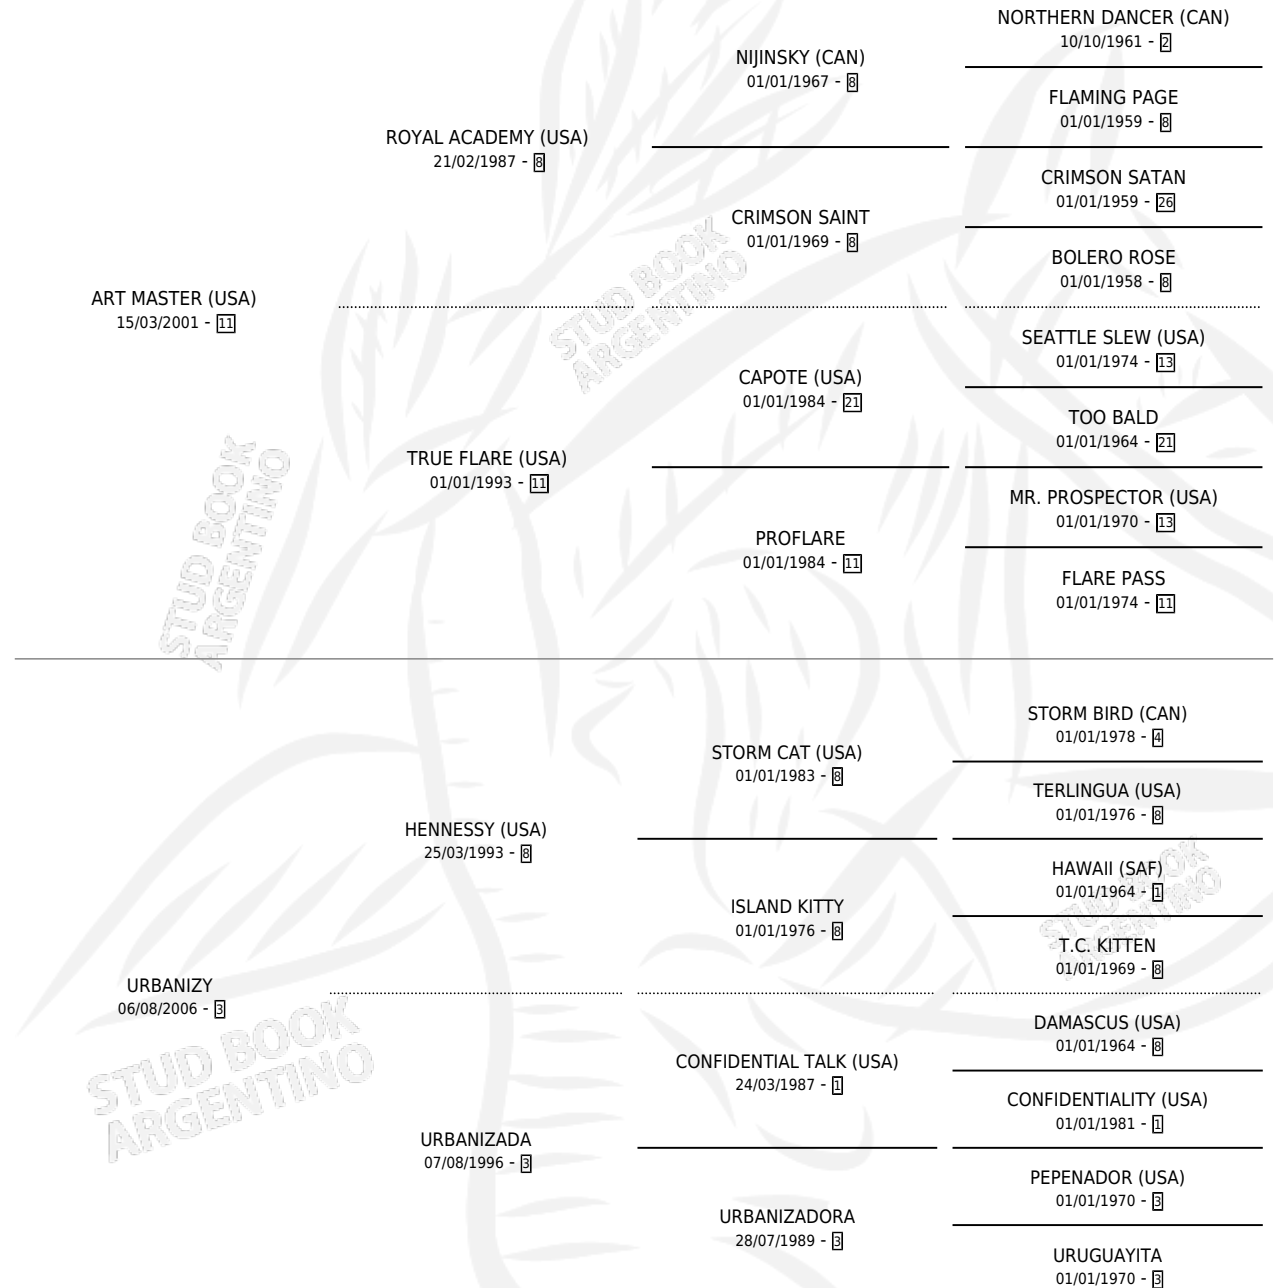 NORTHERN DANCER (CAN)
10/10/1961 - 2
NIJINSKY (CAN)
01/01/1967 - 8
FLAMING PAGE
01/01/1959 - 8
ROYAL ACADEMY (USA)
21/02/1987 - 8
CRIMSON SATAN
01/01/1959 - 26
CRIMSON SAINT
01/01/1969 - 8
BOLERO ROSE
01/01/1958 - 8
ART MASTER (USA)
15/03/2001 - 11
SEATTLE SLEW (USA)
01/01/1974 - 13
CAPOTE (USA)
01/01/1984 - 21
TOO BALD
01/01/1964 - 21
TRUE FLARE (USA)
01/01/1993 - 11
MR. PROSPECTOR (USA)
01/01/1970 - 13
PROFLARE
01/01/1984 - 11
FLARE PASS
01/01/1974 - 11
STORM BIRD (CAN)
01/01/1978 - 4
STORM CAT (USA)
01/01/1983 - 8
TERLINGUA (USA)
01/01/1976 - 8
HENNESSY (USA)
25/03/1993 - 8
HAWAII (SAF)
01/01/1964 - 1
ISLAND KITTY
01/01/1976 - 8
T.C. KITTEN
01/01/1969 - 8
URBANIZY
06/08/2006 - 3
DAMASCUS (USA)
01/01/1964 - 8
CONFIDENTIAL TALK (USA)
24/03/1987 - 1
CONFIDENTIALITY (USA)
01/01/1981 - 1
URBANIZADA
07/08/1996 - 3
PEPENADOR (USA)
01/01/1970 - 3
URBANIZADORA
28/07/1989 - 3
URUGUAYITA
01/01/1970 - 3
STUD BOOK
ARGENTINO
STUD BOOK
ARGENTINO
STUD BOOK
ARGENTINO
STUD BOOK
ARGENTINO